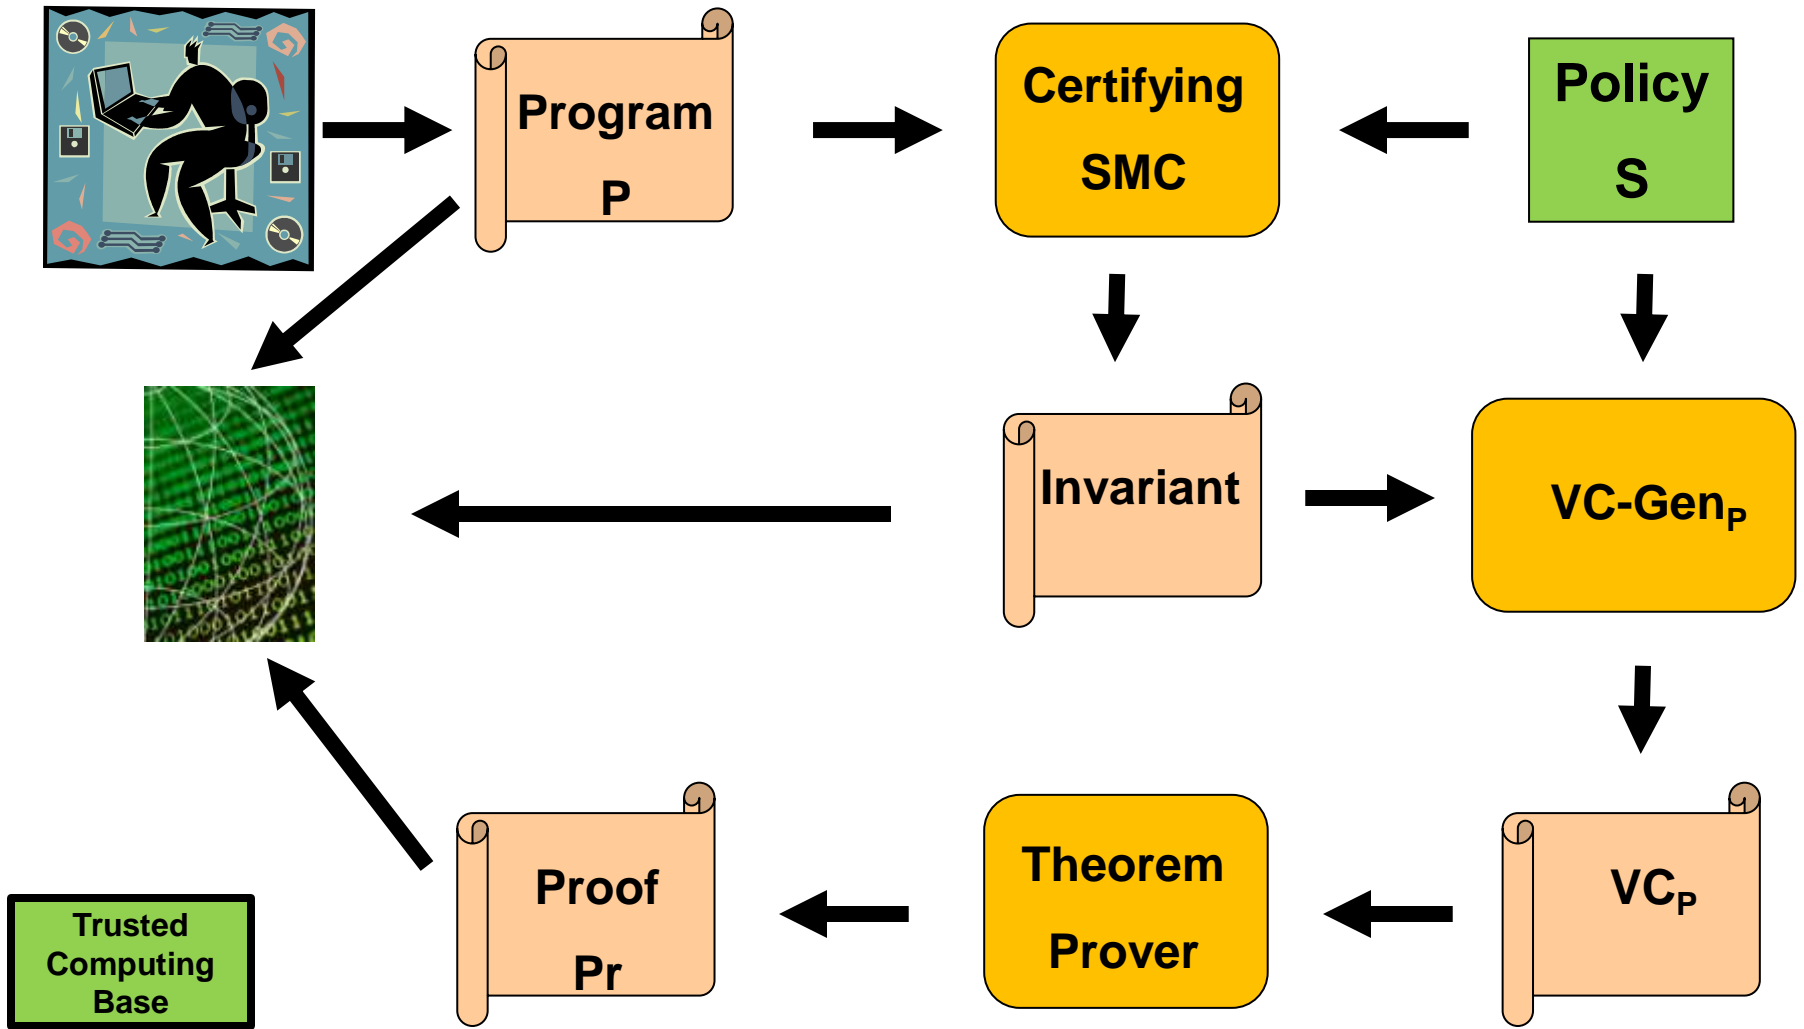 Program
P
Certifying
SMC
Policy
S
Invariant
VC-GenP
Proof
Pr
Theorem
Prover
VCP
Trusted
Computing
Base